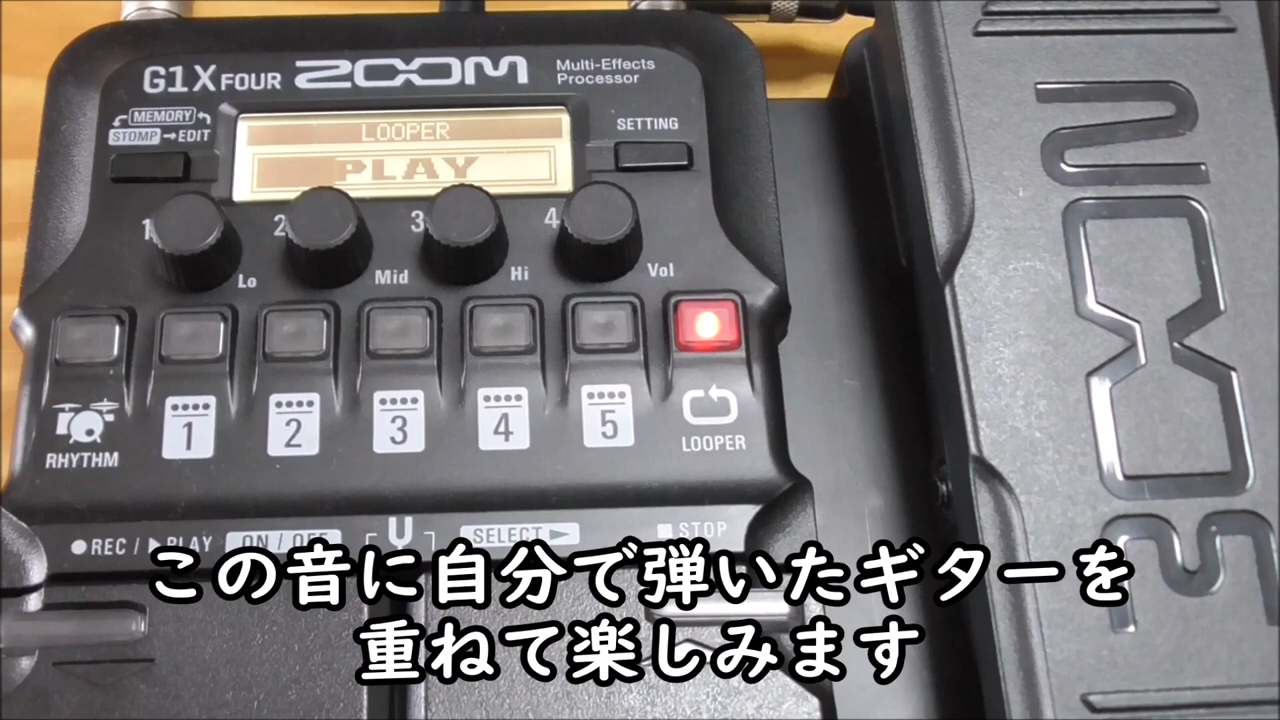 G1X FOUR ZOOM Multi-Effects Processor
MEMORY
STOMP → EDIT
LOOPER
PLAY
SETTING
1 2 3 4
Lo Mid Hi Vol
1 2 3 4 5
RHYTHM
LOOPER
●REC / ▶PLAY ON / OFF SELECT ► ■ STOP
この音に自分で弾いたギターを
重ねて楽しみます